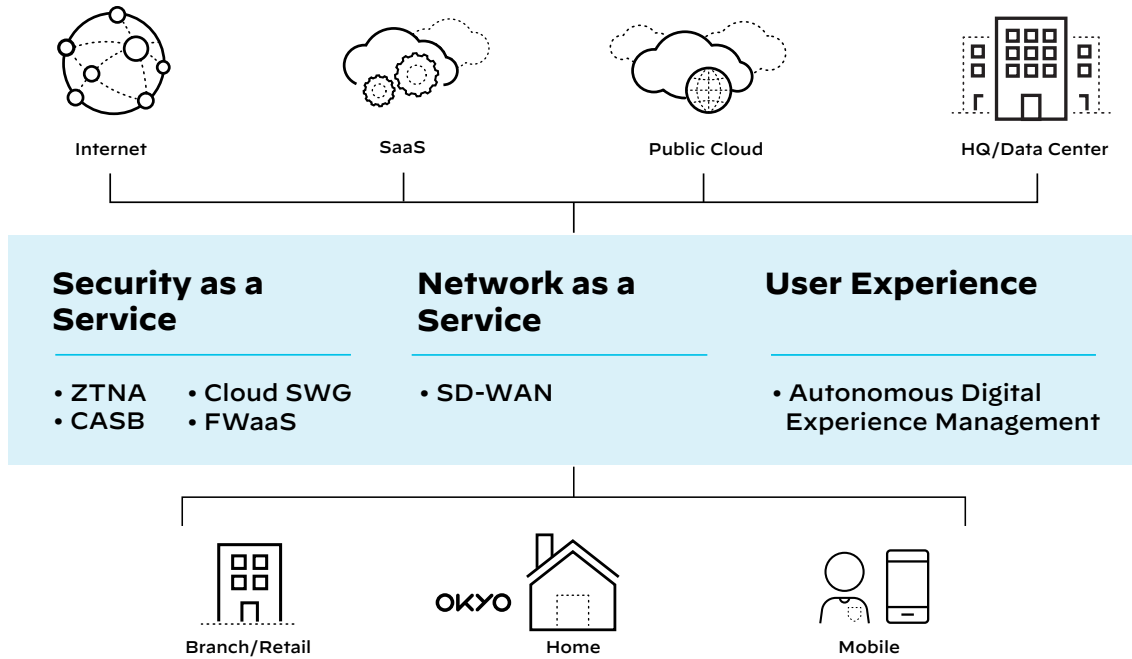 Internet
SaaS
Public Cloud
HQ/Data Center
Security as a
Service
• ZTNA
• CASB
• Cloud SWG
• FWaaS
Network as a
Service
• SD-WAN
User Experience
• Autonomous Digital
Experience Management
Branch/Retail
OKYO
Home
Mobile